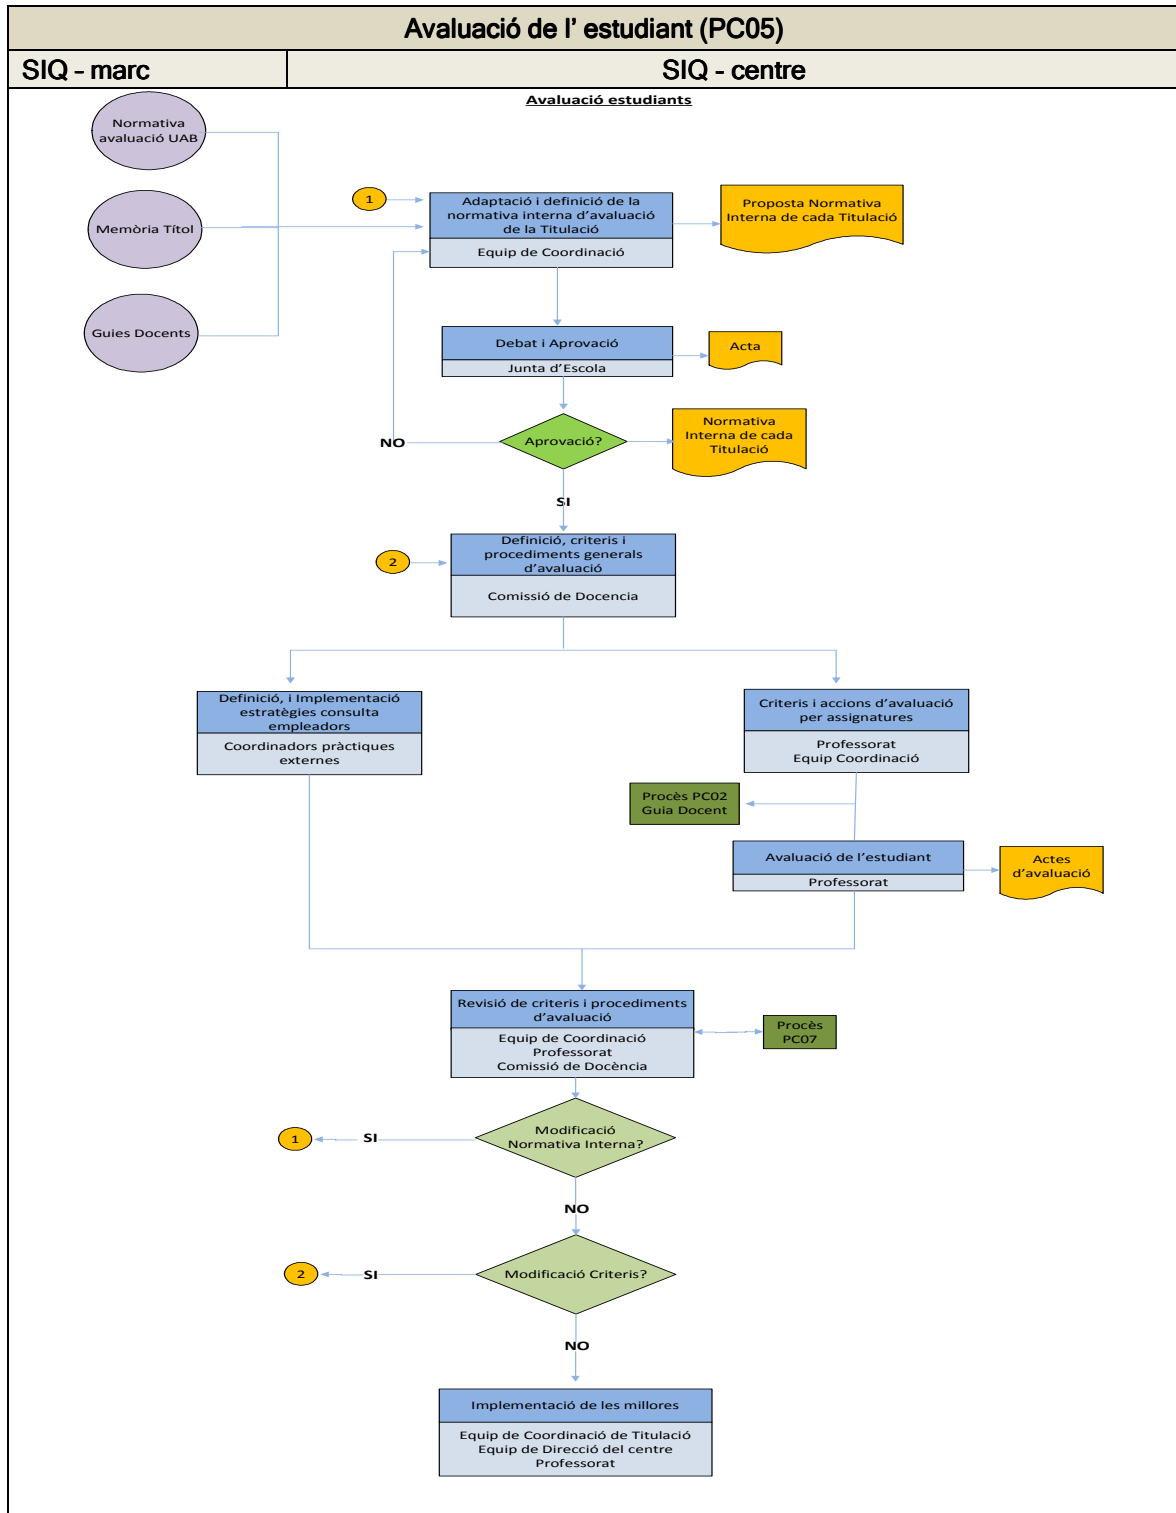 Avaluació de l’ estudiant (PC05)
SIQ - marc
SIQ - centre
Avaluació estudiants
Normativa
avaluació UAB
Memòria Títol
Guies Docents
1
Adaptació i definició de la
normativa interna d’avaluació
de la Titulació
Equip de Coordinació
Proposta Normativa
Interna de cada Titulació
Debat i Aprovació
Junta d’Escola
Acta
NO
Aprovació?
Normativa
Interna de cada
Titulació
SI
2
Definició, criteris i
procediments generals
d’avaluació
Comissió de Docencia
Definició, i Implementació
estratègies consulta
empleadors
Coordinadors pràctiques
externes
Criteris i accions d’avaluació
per assignatures
Professorat
Equip Coordinació
Procès PC02
Guia Docent
Avaluació de l’estudiant
Professorat
Actes
d’avaluació
Revisió de criteris i procediments
d’avaluació
Equip de Coordinació
Professorat
Comissió de Docència
Procès
PC07
1
SI
Modificació
Normativa Interna?
NO
2
SI
Modificació Criteris?
NO
Implementació de les millores
Equip de Coordinació de Titulació
Equip de Direcció del centre
Professorat